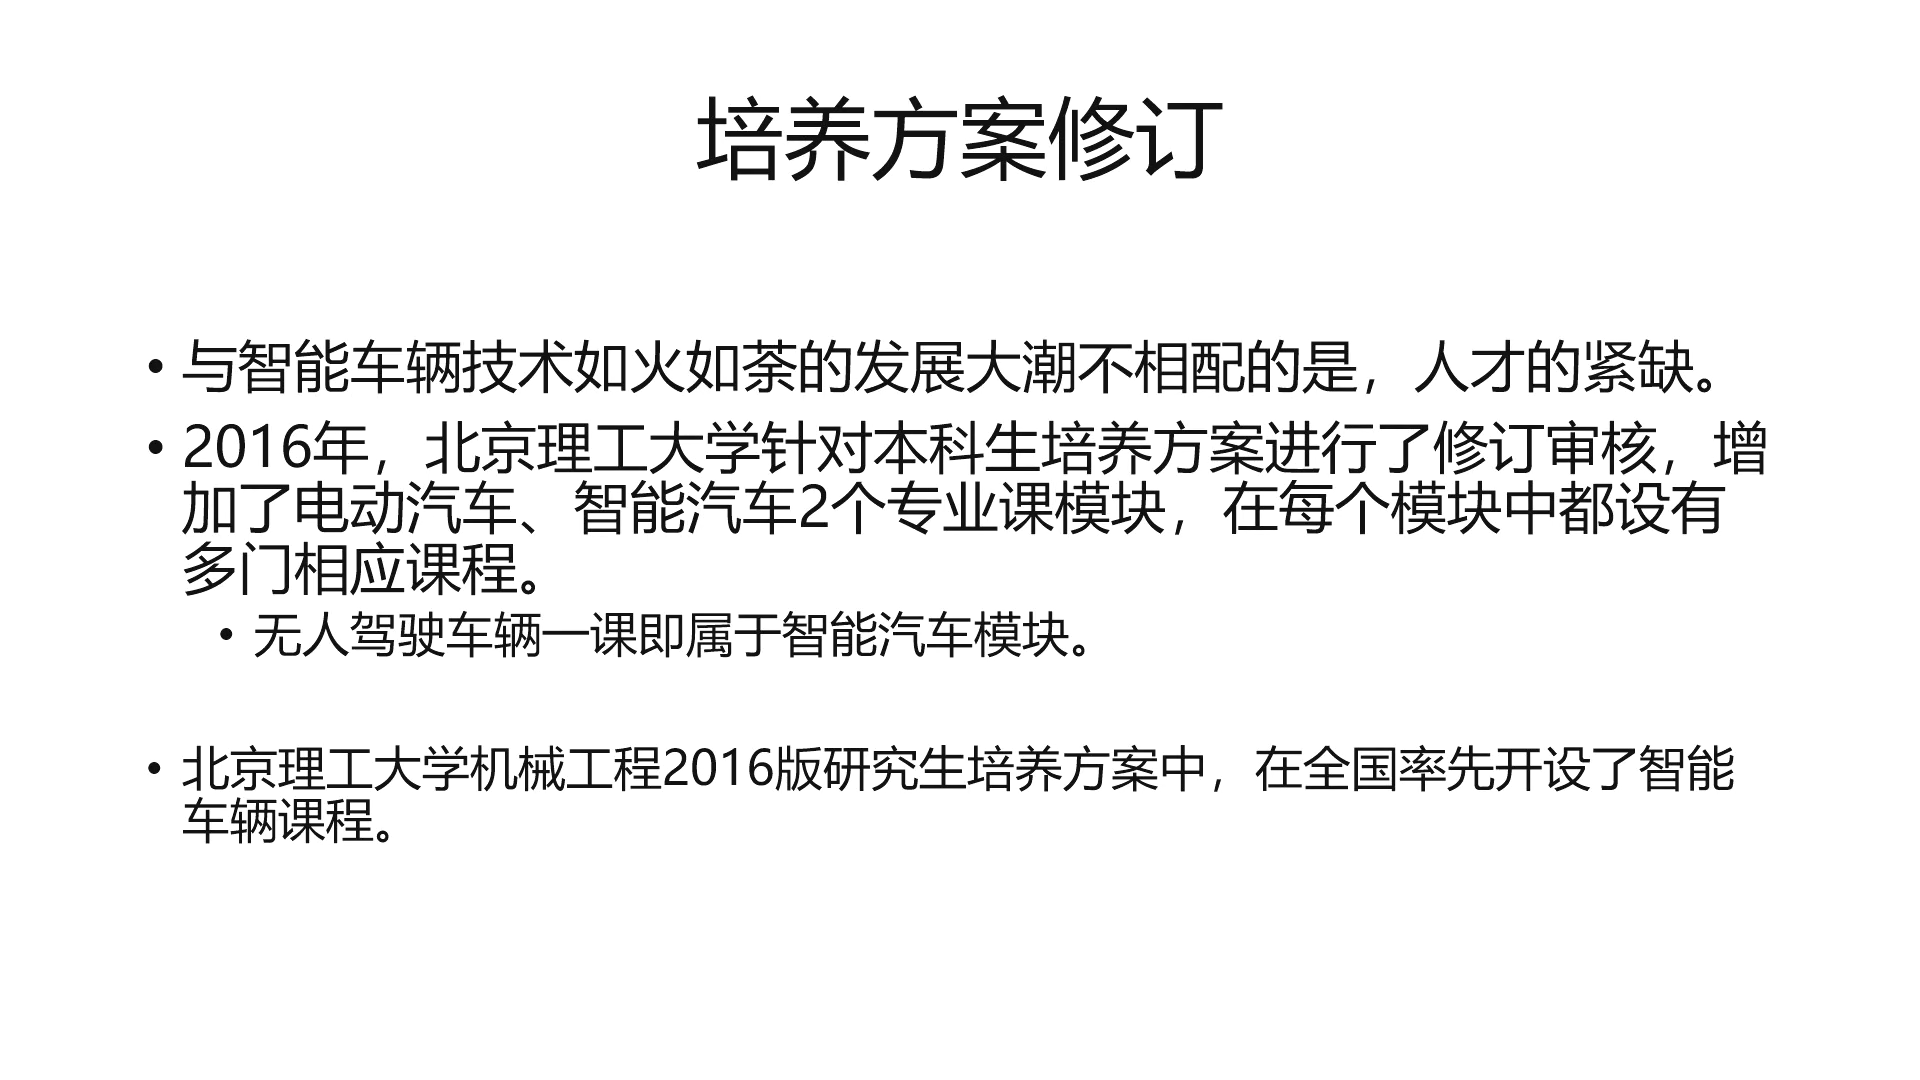 培养方案修订
• 与智能车辆技术如火如荼的发展大潮不相配的是，人才的紧缺。
• 2016年，北京理工大学针对本科生培养方案进行了修订审核，增
加了电动汽车、智能汽车2个专业课模块，在每个模块中都设有
多门相应课程。
• 无人驾驶车辆一课即属于智能汽车模块。
• 北京理工大学机械工程2016版研究生培养方案中，在全国率先开设了智能
车辆课程。